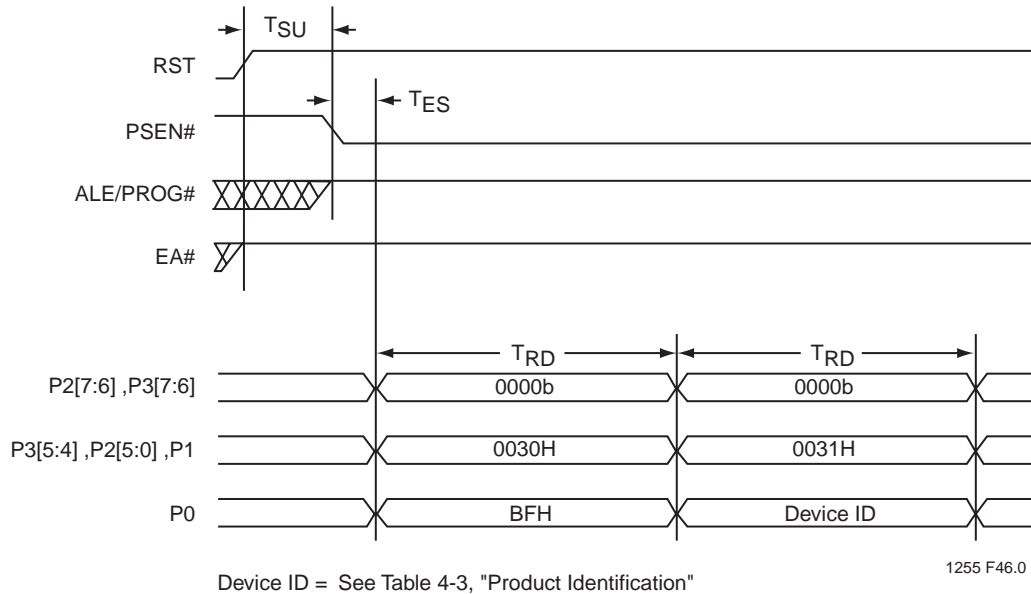 TSU
RST
TES
PSEN#
ALE/PROG#
EA#
TRD TRD
P2[7:6] ,P3[7:6] 0000b 0000b
P3[5:4] ,P2[5:0] ,P1 0030H 0031H
P0 BFH Device ID
1255 F46.0
Device ID = See Table 4-3, "Product Identification"